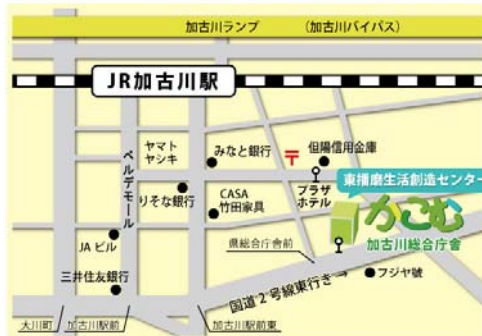 加古川ランプ (加古川バイパス)
JR加古川駅
ヤマト
ヤシキ
みなと銀行
〒
但陽信用金庫
ベルデモール
りそな銀行
CASA
竹田家具
プラザ
ホテル
東播磨生活創造センター
かこむ
加古川総合庁舎
JAビル
県総合庁舎前
三井住友銀行
フジヤ號
国道2号線東行き→
大川町
加古川駅前
加古川駅前東